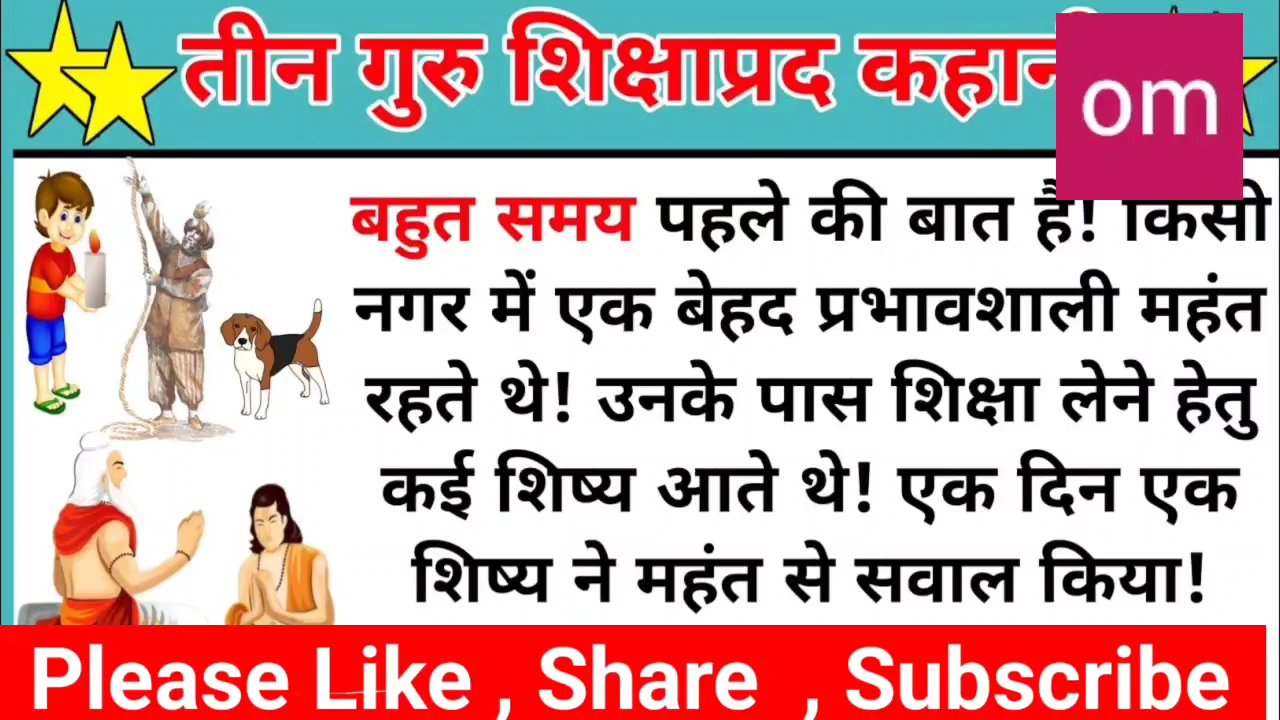 तीन गुरु शिक्षाप्रद
om
बहुत समय पहले की बात है! किसी
नगर में एक बेहद प्रभावशाली महंत
रहते थे! उनके पास शिक्षा लेने हेतु
कई शिष्य आते थे! एक दिन एक
शिष्य ने महंत से सवाल किया!
Please Like , Share , Subscribe